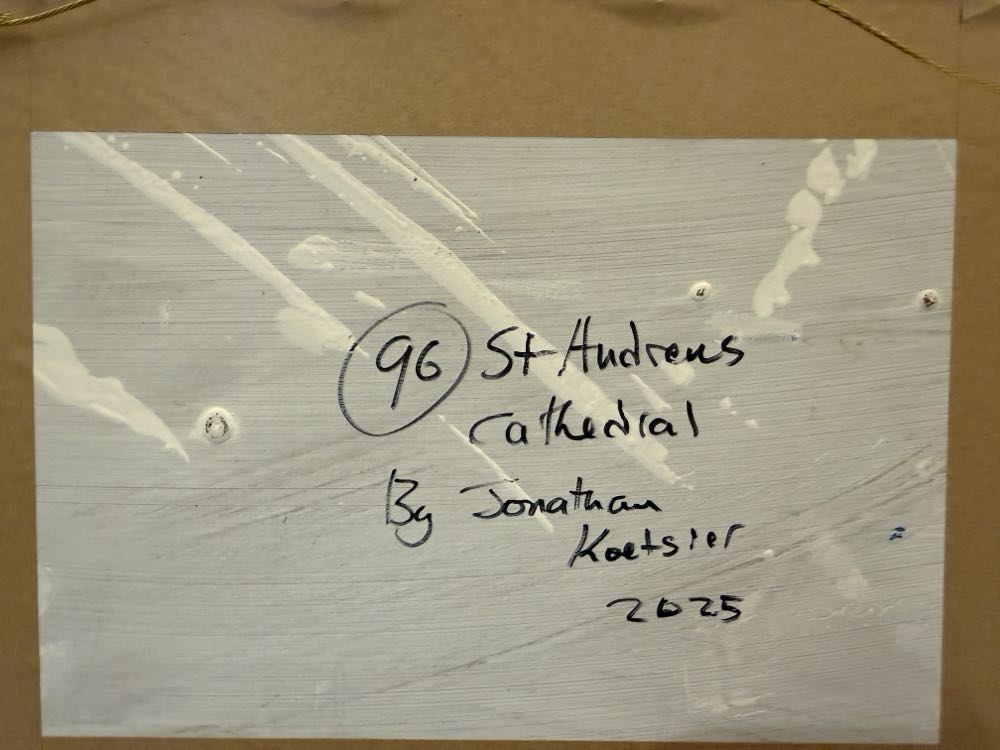 96 St Andrews
Cathedral
By Jonathan
Koetsier
2025